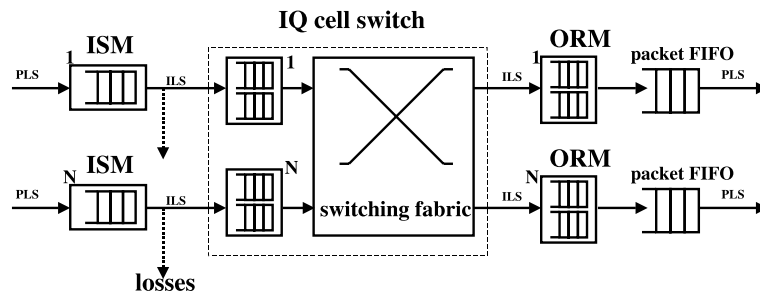 IQ cell switch
ISM
ORM
1
1
1
packet FIFO
PLS
ILS
ILS
PLS
ISM
ORM
N
N
N
packet FIFO
PLS
ILS
switching fabric
ILS
PLS
losses